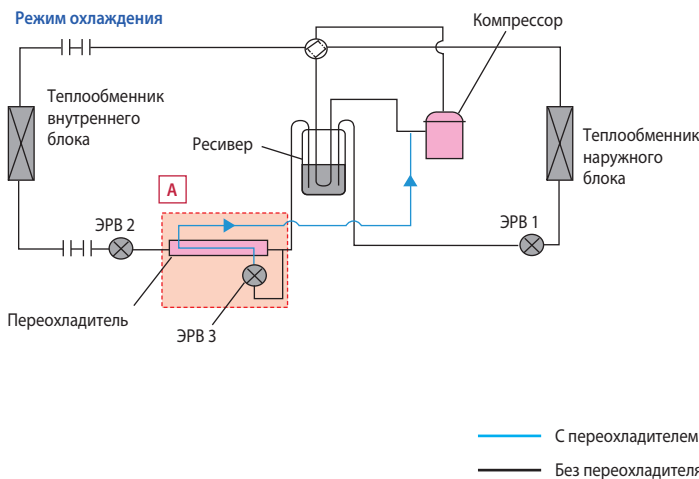 Режим охлаждения
Компрессор
Теплообменник
внутреннего
блока
Ресивер
Теплообменник
наружного
блока
А
ЭРВ 2
ЭРВ 1
Переохладитель
ЭРВ 3
С переохладителем
Без переохладителя